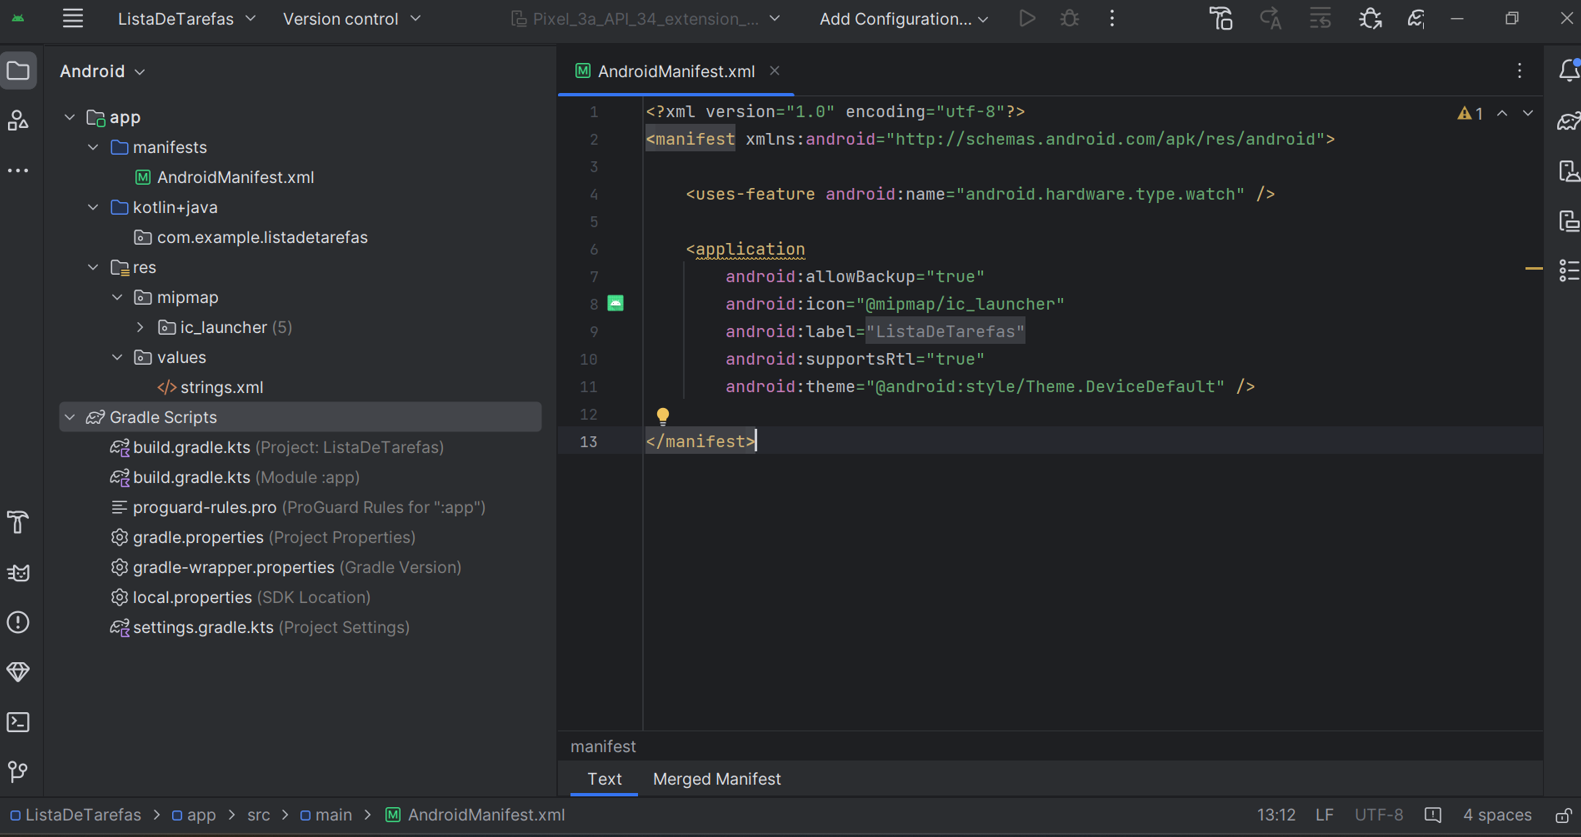 ListaDeTarefas Version control Pixel_3a_API_34_extension_... Add Configuration...
Android
app
manifests
AndroidManifest.xml
kotlin+java
com.example.listadetarefas
res
mipmap
ic_launcher (5)
values
strings.xml
Gradle Scripts
build.gradle.kts (Project: ListaDeTarefas)
build.gradle.kts (Module :app)
proguard-rules.pro (ProGuard Rules for ":app")
gradle.properties (Project Properties)
gradle-wrapper.properties (Gradle Version)
local.properties (SDK Location)
settings.gradle.kts (Project Settings)
AndroidManifest.xml
1 <?xml version="1.0" encoding="utf-8"?> 1
2 <manifest xmlns:android="http://schemas.android.com/apk/res/android">
3
4 <uses-feature android:name="android.hardware.type.watch" />
5
6 <application
7 android:allowBackup="true"
8 android:icon="@mipmap/ic_launcher"
9 android:label="ListaDeTarefas"
10 android:supportsRtl="true"
11 android:theme="@android:style/Theme.DeviceDefault" />
12
13 </manifest>
manifest
Text Merged Manifest
ListaDeTarefas > app > src > main > AndroidManifest.xml 13:12 LF UTF-8 4 spaces